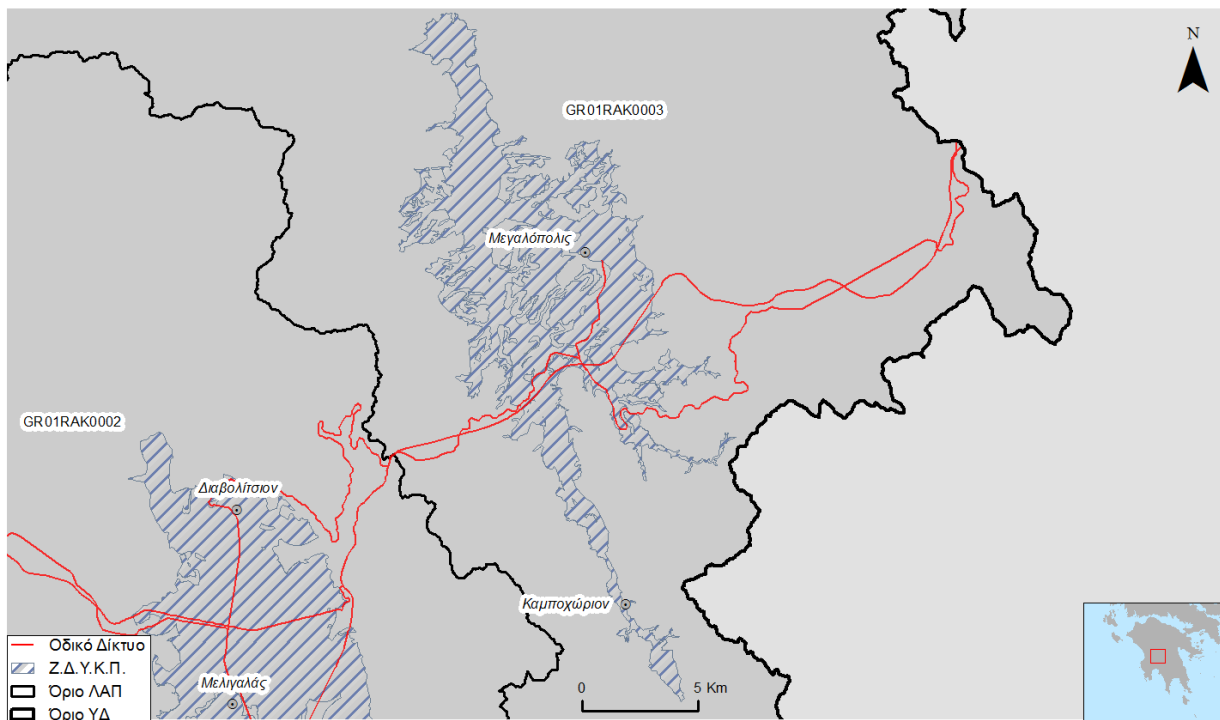 N
GR01RAK0003
Μεγαλόπολις
GR01RAK0002
Διαβολίτσιον
Καμποχώριον
Οδικό Δίκτυο
Ζ.Δ.Υ.Κ.Π.
Όριο ΛΑΠ
Όριο ΥΔ
Μελιγαλάς
0 5 Km